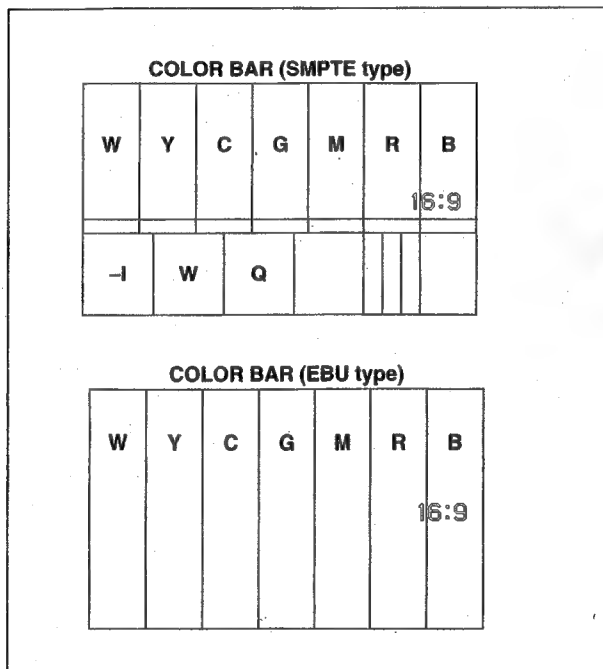 COLOR BAR (SMPTE type)
W Y C G M R B
16:9
–I W Q
COLOR BAR (EBU type)
W Y C G M R B
16:9